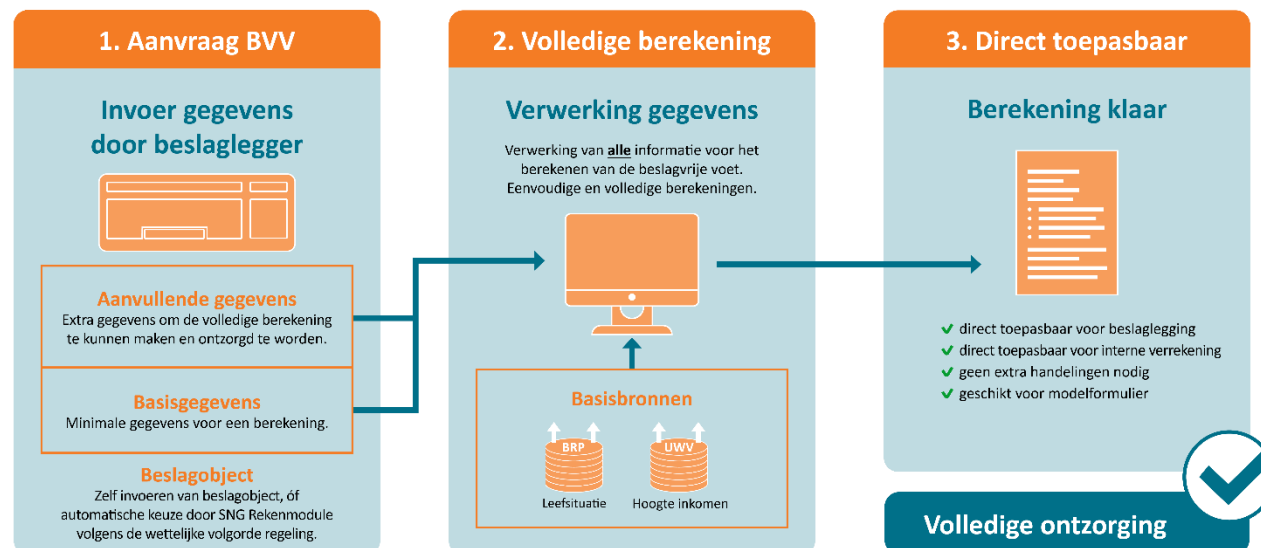 1. Aanvraag BVV
Invoer gegevens
door beslaglegger
Aanvullende gegevens
Extra gegevens om de volledige berekening
te kunnen maken en ontzorgd te worden.
Basisgegevens
Minimale gegevens voor een berekening.
Beslagobject
Zelf invoeren van beslagobject, óf
automatische keuze door SNG Rekenmodule
volgens de wettelijke volgorde regeling.
2. Volledige berekening
Verwerking gegevens
Verwerking van alle informatie voor het
berekenen van de beslagvrije voet.
Eenvoudige en volledige berekeningen.
Basisbronnen
BRP
Leefsituatie
UWV
Hoogte inkomen
3. Direct toepasbaar
Berekening klaar
direct toepasbaar voor beslaglegging
direct toepasbaar voor interne verrekening
geen extra handelingen nodig
geschikt voor modelformulier
Volledige ontzorging